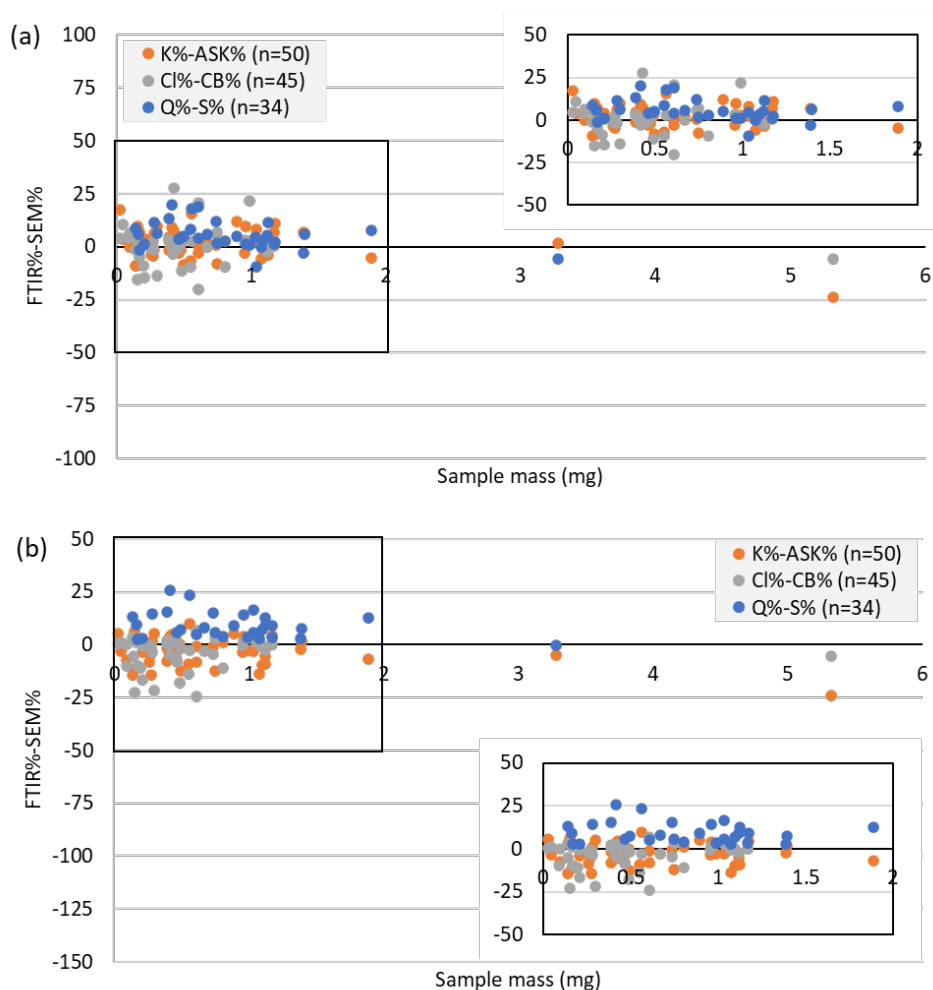 (a)
100
75
50
25
0
-25
-50
-75
-100
FTIR%-SEM%
K%-ASK% (n=50)
Cl%-CB% (n=45)
Q%-S% (n=34)
0 1 2 3 4 5 6
Sample mass (mg)
50
25
0
-25
-50
0 0.5 1 1.5 2
(b)
50
25
0
-25
-50
-75
-100
-125
-150
FTIR%-SEM%
K%-ASK% (n=50)
Cl%-CB% (n=45)
Q%-S% (n=34)
0 1 2 3 4 5 6
50
25
0
-25
-50
0 0.5 1 1.5 2
Sample mass (mg)